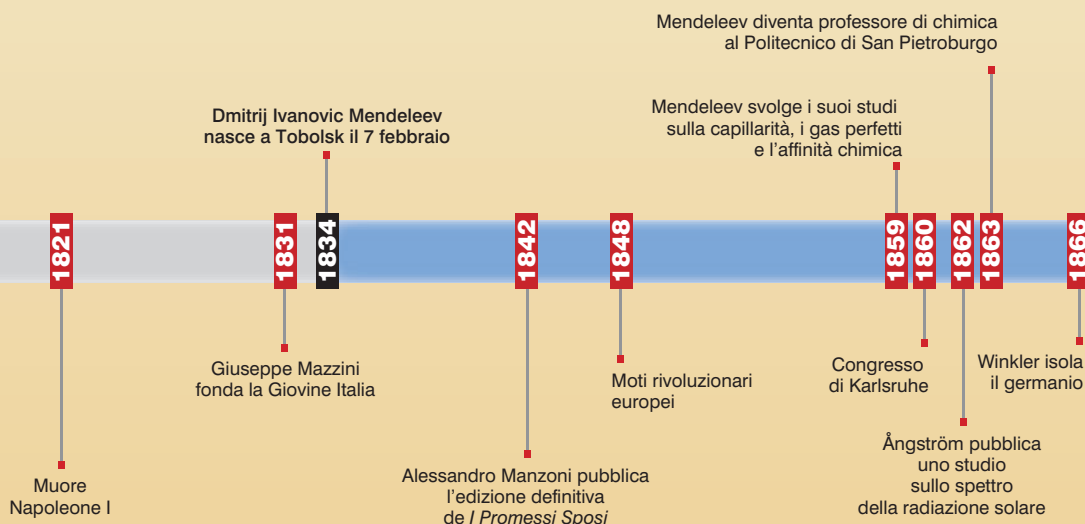 Mendeleev diventa professore di chimica
al Politecnico di San Pietroburgo
Dmitrij Ivanovic Mendeleev
nasce a Tobolsk il 7 febbraio
Mendeleev svolge i suoi studi
sulla capillarità, i gas perfetti
e l'affinità chimica
1821
1831
1834
1842
1848
1859
1860
1862
1863
1866
Giuseppe Mazzini
fonda la Giovine Italia
Moti rivoluzionari
europei
Congresso
di Karlsruhe
Winkler isola
il germanio
Muore
Napoleone I
Alessandro Manzoni pubblica
l'edizione definitiva
de I Promessi Sposi
Ångström pubblica
uno studio
sullo spettro
della radiazione solare